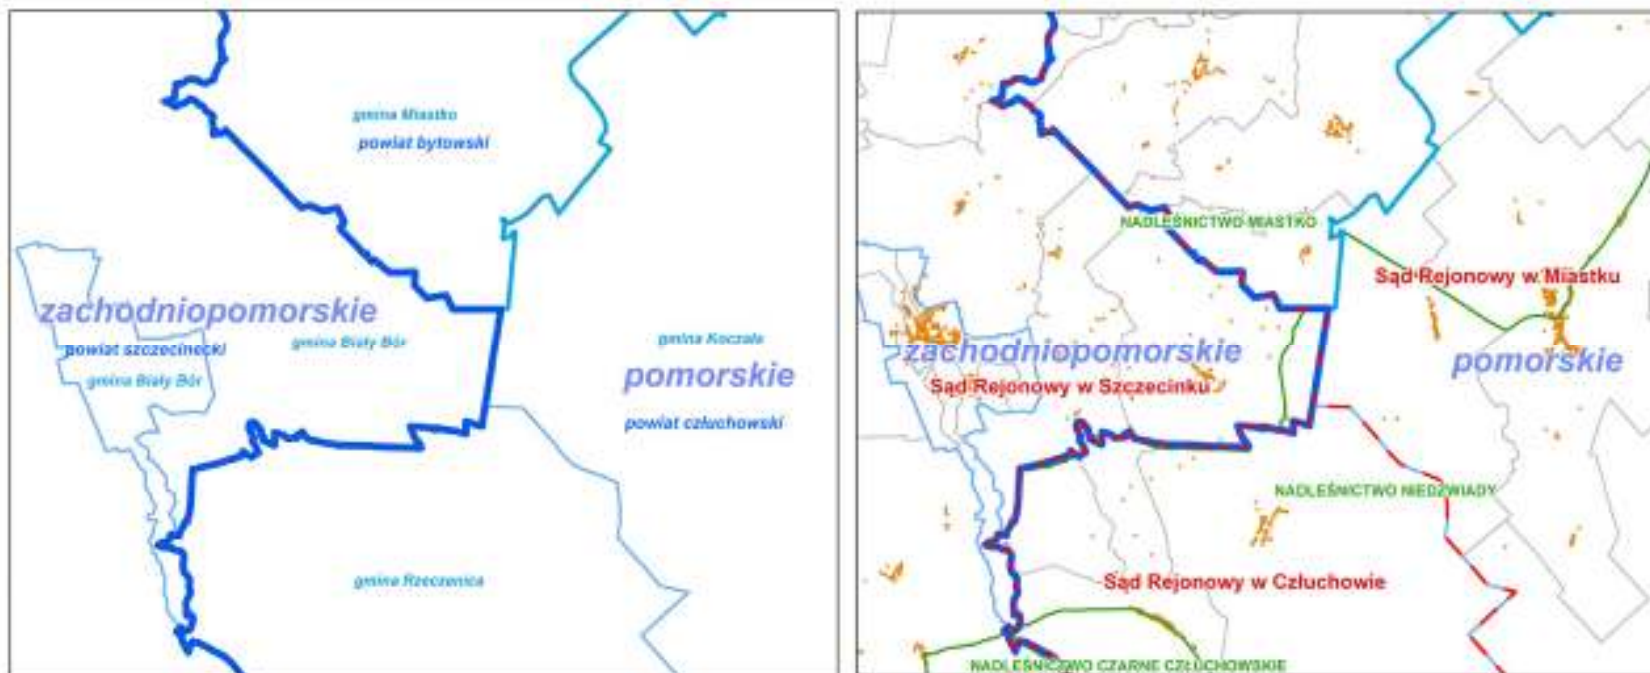 gmina Miastko
powiat bytowski
zachodniopomorskie
powiat szczecinecki
gmina Biały Bór
gmina Biały Bór
gmina Koczała
pomorskie
powiat człuchowski
gmina Rzeczenica
NADLEŚNICTWO MIASTKO
Sąd Rejonowy w Miastku
zachodniopomorskie
pomorskie
Sąd Rejonowy w Szczecinku
NADLEŚNICTWO NIEDŹWIADY
Sąd Rejonowy w Człuchowie
NADLEŚNICTWO CZARNE CZŁUCHOWSKIE